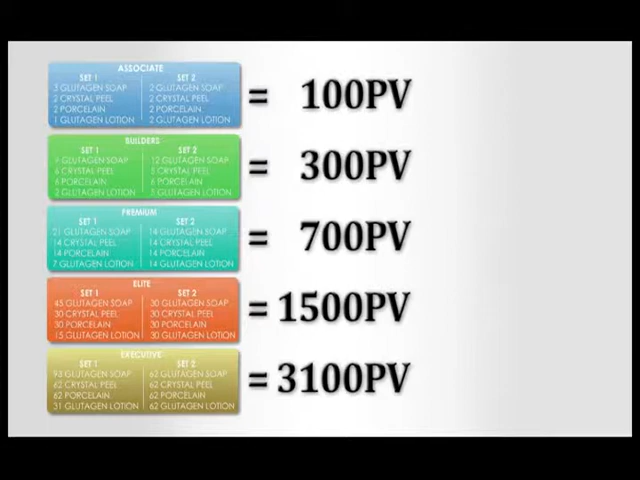 ASSOCIATE
SET 1 SET 2
3 GLUTAGEN SOAP 2 GLUTAGEN SOAP
2 CRYSTAL PEEL 2 CRYSTAL PEEL
2 PORCELAIN 2 PORCELAIN
1 GLUTAGEN LOTION 2 GLUTAGEN LOTION
= 100PV
BUILDERS
SET 1 SET 2
GLUTAGEN SOAP 12 GLUTAGEN SOAP
6 CRYSTAL PEEL CRYSTAL PEEL
6 PORCELAIN 6 PORCELAIN
2 GLUTAGEN LOTION GLUTAGEN LOTION
= 300PV
PREMIUM
SET 1 SET 2
21 GLUTAGEN SOAP 14 GLUTAGEN SOAP
14 CRYSTAL PEEL 14 CRYSTAL PEEL
14 PORCELAIN 14 PORCELAIN
7 GLUTAGEN LOTION 14 GLUTAGEN LOTION
= 700PV
ELITE
SET 1 SET 2
45 GLUTAGEN SOAP 30 GLUTAGEN SOAP
30 CRYSTAL PEEL 30 CRYSTAL PEEL
30 PORCELAIN 30 PORCELAIN
15 GLUTAGEN LOTION 30 GLUTAGEN LOTION
= 1500PV
EXECUTIVE
SET 1 SET 2
93 GLUTAGEN SOAP 62 GLUTAGEN SOAP
62 CRYSTAL PEEL 62 CRYSTAL PEEL
62 PORCELAIN 62 PORCELAIN
31 GLUTAGEN LOTION 62 GLUTAGEN LOTION
= 3100PV